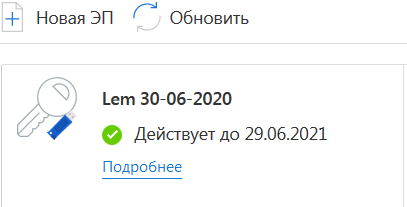 Новая ЭП Обновить
Lem 30-06-2020
Действует до 29.06.2021
Подробнее